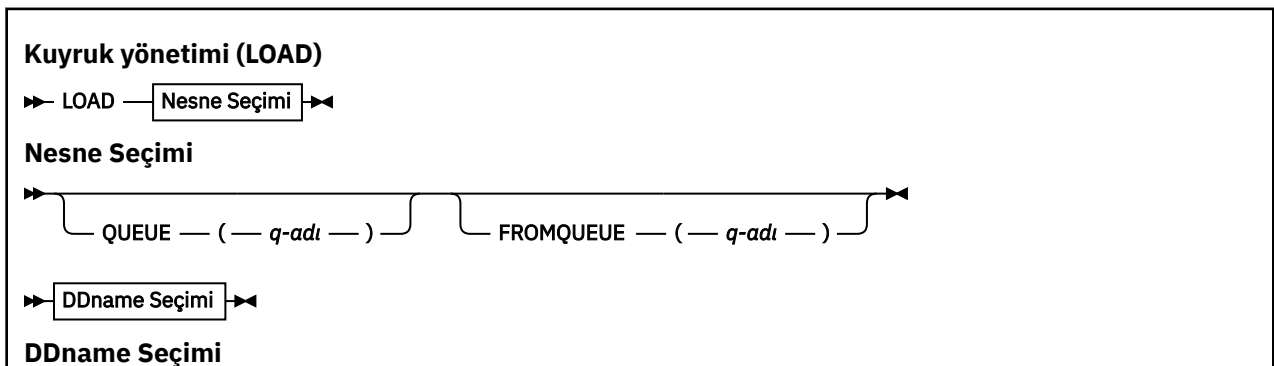 Kuyruk yönetimi (LOAD)
LOAD Nesne Seçimi
Nesne Seçimi
QUEUE ( q-adı ) FROMQUEUE ( q-adı )
DDname Seçimi
DDname Seçimi